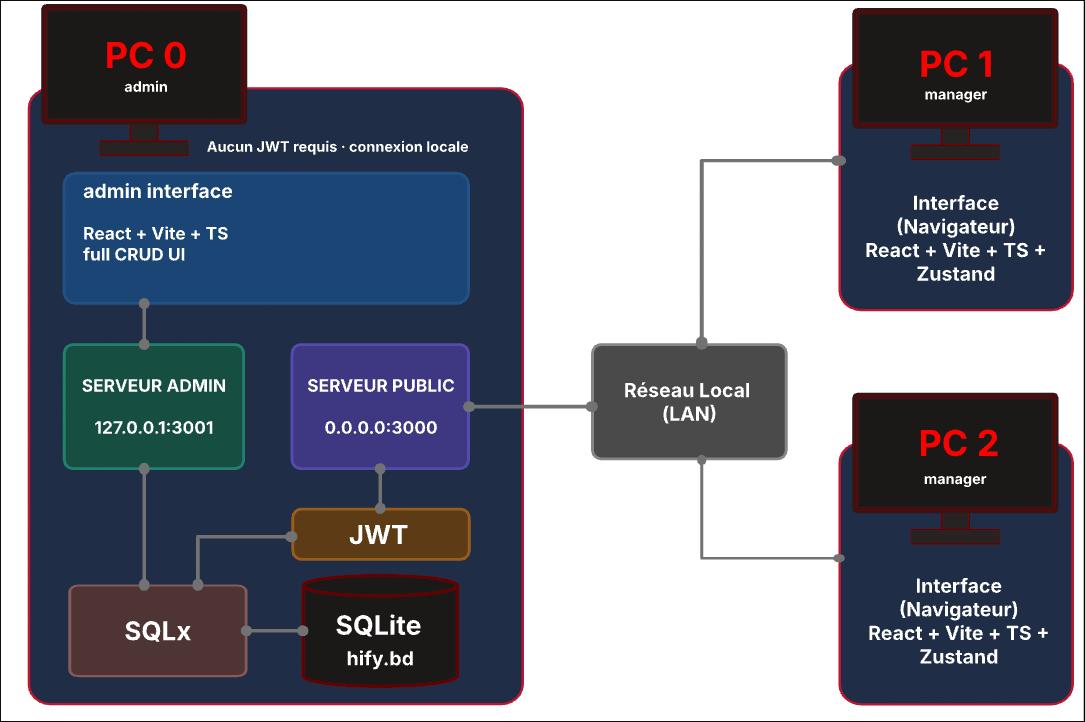 PC 0
admin
Aucun JWT requis · connexion locale
admin interface
React + Vite + TS
full CRUD UI
SERVEUR ADMIN
127.0.0.1:3001
SERVEUR PUBLIC
0.0.0.0:3000
JWT
SQLx
SQLite
hify.bd
Réseau Local
(LAN)
PC 1
manager
Interface
(Navigateur)
React + Vite + TS +
Zustand
PC 2
manager
Interface
(Navigateur)
React + Vite + TS +
Zustand